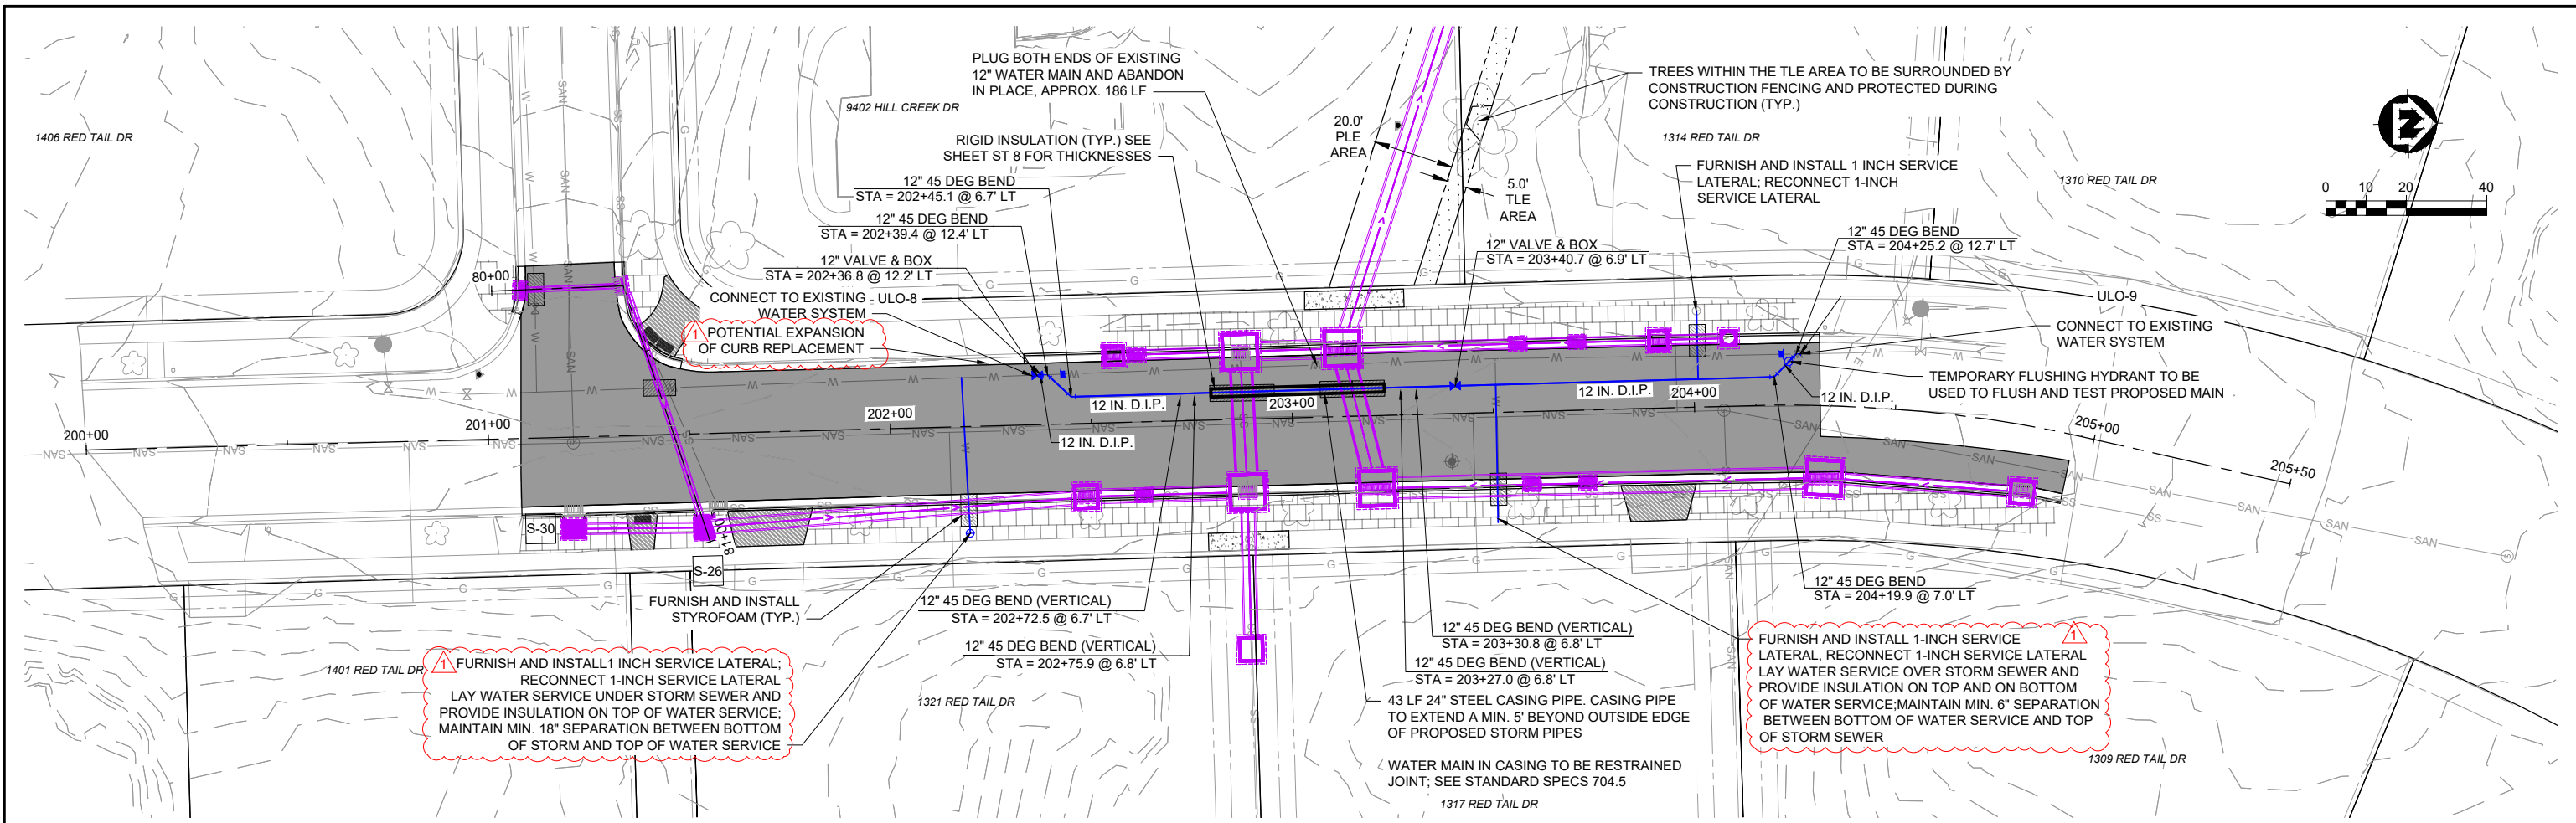 PLUG BOTH ENDS OF EXISTING
12" WATER MAIN AND ABANDON
IN PLACE, APPROX. 186 LF
9402 HILL CREEK DR
1406 RED TAIL DR
RIGID INSULATION (TYP.) SEE
SHEET ST 8 FOR THICKNESSES
12" 45 DEG BEND
STA = 202+45.1 @ 6.7' LT
12" 45 DEG BEND
STA = 202+39.4 @ 12.4' LT
12" VALVE & BOX
STA = 202+36.8 @ 12.2' LT
CONNECT TO EXISTING
WATER SYSTEM
ULO-8
1
POTENTIAL EXPANSION
OF CURB REPLACEMENT
20.0'
PLE
AREA
5.0'
TLE
AREA
TREES WITHIN THE TLE AREA TO BE SURROUNDED BY
CONSTRUCTION FENCING AND PROTECTED DURING
CONSTRUCTION (TYP.)
1314 RED TAIL DR
FURNISH AND INSTALL 1 INCH SERVICE
LATERAL; RECONNECT 1-INCH
SERVICE LATERAL
12" VALVE & BOX
STA = 203+40.7 @ 6.9' LT
12" 45 DEG BEND
STA = 204+25.2 @ 12.7' LT
1310 RED TAIL DR
N
0 10 20 40
ULO-9
CONNECT TO EXISTING
WATER SYSTEM
TEMPORARY FLUSHING HYDRANT TO BE
USED TO FLUSH AND TEST PROPOSED MAIN
80+00
200+00
201+00
202+00
203+00
204+00
205+00
205+50
12 IN. D.I.P.
12 IN. D.I.P.
12 IN. D.I.P.
12 IN. D.I.P.
S-30
81+00
S-26
FURNISH AND INSTALL
STYROFOAM (TYP.)
12" 45 DEG BEND (VERTICAL)
STA = 202+72.5 @ 6.7' LT
12" 45 DEG BEND (VERTICAL)
STA = 202+75.9 @ 6.8' LT
12" 45 DEG BEND (VERTICAL)
STA = 203+30.8 @ 6.8' LT
12" 45 DEG BEND (VERTICAL)
STA = 203+27.0 @ 6.8' LT
12" 45 DEG BEND
STA = 204+19.9 @ 7.0' LT
1401 RED TAIL DR
1
FURNISH AND INSTALL1 INCH SERVICE LATERAL;
RECONNECT 1-INCH SERVICE LATERAL
LAY WATER SERVICE UNDER STORM SEWER AND
PROVIDE INSULATION ON TOP OF WATER SERVICE;
MAINTAIN MIN. 18" SEPARATION BETWEEN BOTTOM
OF STORM AND TOP OF WATER SERVICE
1321 RED TAIL DR
43 LF 24" STEEL CASING PIPE. CASING PIPE
TO EXTEND A MIN. 5' BEYOND OUTSIDE EDGE
OF PROPOSED STORM PIPES
WATER MAIN IN CASING TO BE RESTRAINED
JOINT; SEE STANDARD SPECS 704.5
1317 RED TAIL DR
1
FURNISH AND INSTALL 1-INCH SERVICE
LATERAL, RECONNECT 1-INCH SERVICE LATERAL
LAY WATER SERVICE OVER STORM SEWER AND
PROVIDE INSULATION ON TOP AND ON BOTTOM
OF WATER SERVICE;MAINTAIN MIN. 6" SEPARATION
BETWEEN BOTTOM OF WATER SERVICE AND TOP
OF STORM SEWER
1309 RED TAIL DR